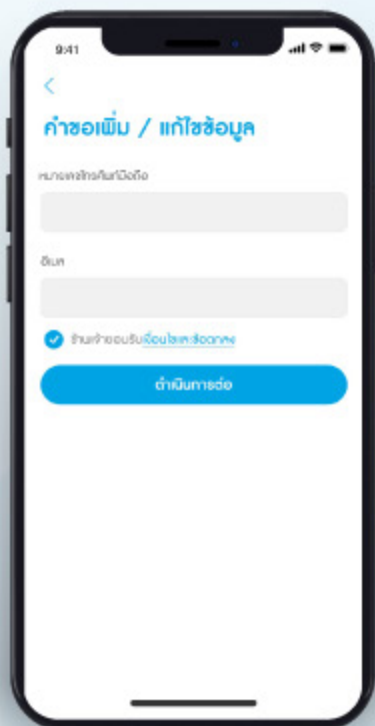 9:41
คำขอเพิ่ม / แก้ไขข้อมูล
หมายเลขโทรศัพท์มือถือ
อีเมล
ข้าพเจ้ายอมรับเงื่อนไขและข้อตกลง
ดำเนินการต่อ